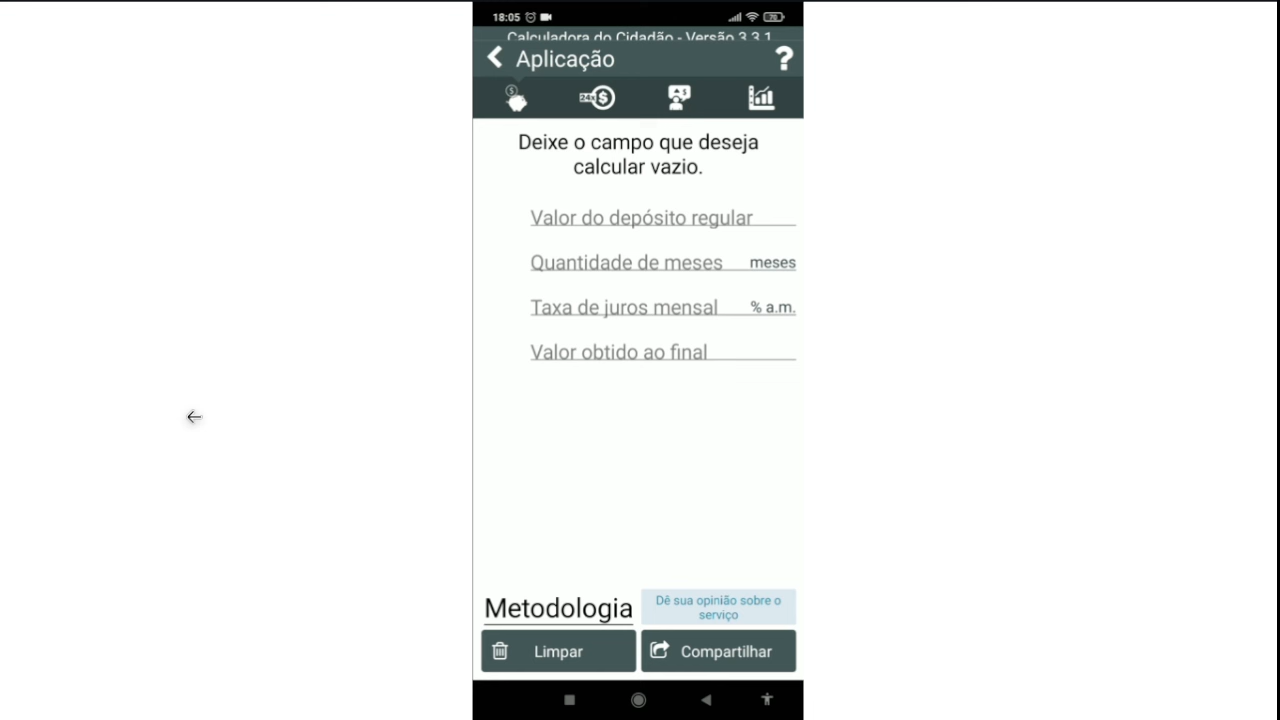 18:05
Calculadora do Cidadão - Versão 3.3.1
Aplicação
?
24x $
Deixe o campo que deseja
calcular vazio.
Valor do depósito regular
Quantidade de meses meses
Taxa de juros mensal % a.m.
Valor obtido ao final
Metodologia
Dê sua opinião sobre o
serviço
Limpar
Compartilhar